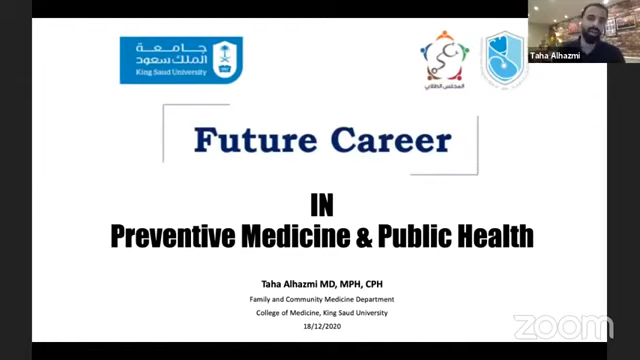 جامعة
الملك سعود
King Saud University
المجلس الطلابي
Taha Alhazmi
Future Career
IN
Preventive Medicine & Public Health
Taha Alhazmi MD, MPH, CPH
Family and Community Medicine Department
College of Medicine, King Saud University
18/12/2020
zoom